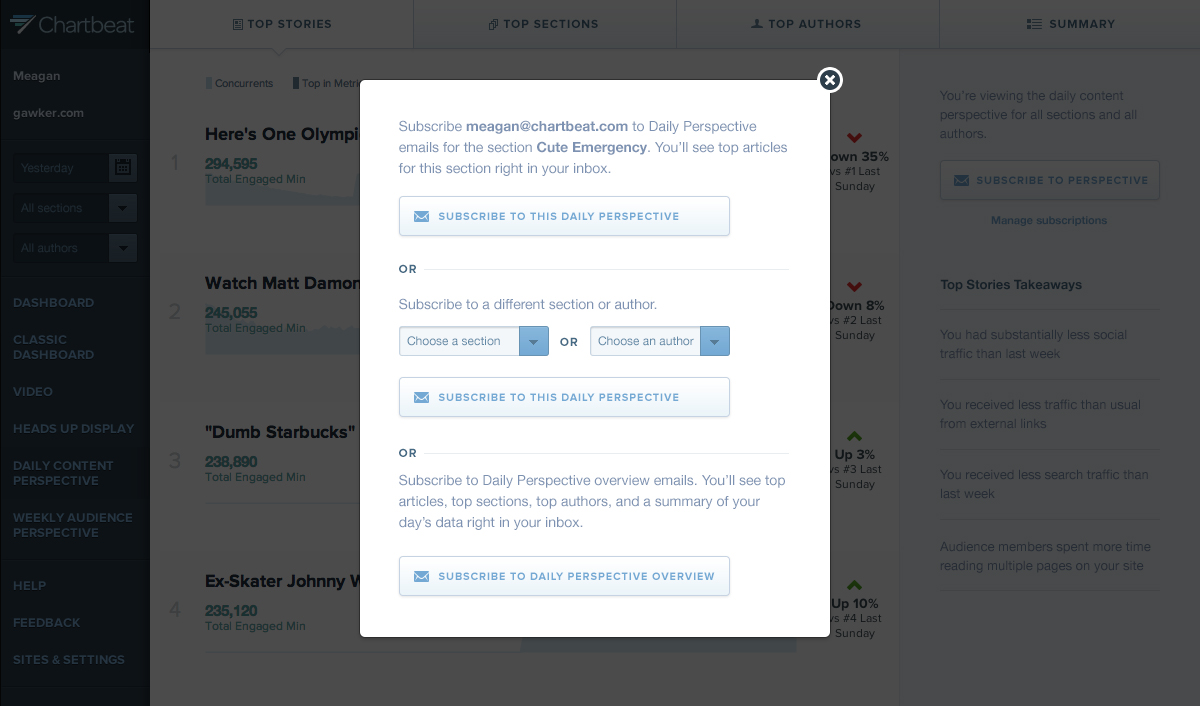 Chartbeat
Meagan
gawker.com
Yesterday
All sections
All authors
DASHBOARD
CLASSIC
DASHBOARD
VIDEO
HEADS UP DISPLAY
DAILY CONTENT
PERSPECTIVE
WEEKLY AUDIENCE
PERSPECTIVE
HELP
FEEDBACK
SITES & SETTINGS
TOP STORIES
TOP SECTIONS
TOP AUTHORS
SUMMARY
Concurrents
Top in Metri
1
Here's One Olympi
294,595
Total Engaged Min
own 35%
vs #1 Last
Sunday
2
Watch Matt Damon
245,055
Total Engaged Min
Down 8%
vs #2 Last
Sunday
3
"Dumb Starbucks"
238,890
Total Engaged Min
Up 3%
vs #3 Last
Sunday
4
Ex-Skater Johnny W
235,120
Total Engaged Min
Up 10%
vs #4 Last
Sunday
Subscribe meagan@chartbeat.com to Daily Perspective
emails for the section Cute Emergency. You'll see top articles
for this section right in your inbox.
SUBSCRIBE TO THIS DAILY PERSPECTIVE
OR
Subscribe to a different section or author.
Choose a section
OR
Choose an author
SUBSCRIBE TO THIS DAILY PERSPECTIVE
OR
Subscribe to Daily Perspective overview emails. You'll see top
articles, top sections, top authors, and a summary of your
day's data right in your inbox.
SUBSCRIBE TO DAILY PERSPECTIVE OVERVIEW
You're viewing the daily content
perspective for all sections and all
authors.
SUBSCRIBE TO PERSPECTIVE
Manage subscriptions
Top Stories Takeaways
You had substantially less social
traffic than last week
You received less traffic than usual
from external links
You received less search traffic than
last week
Audience members spent more time
reading multiple pages on your site